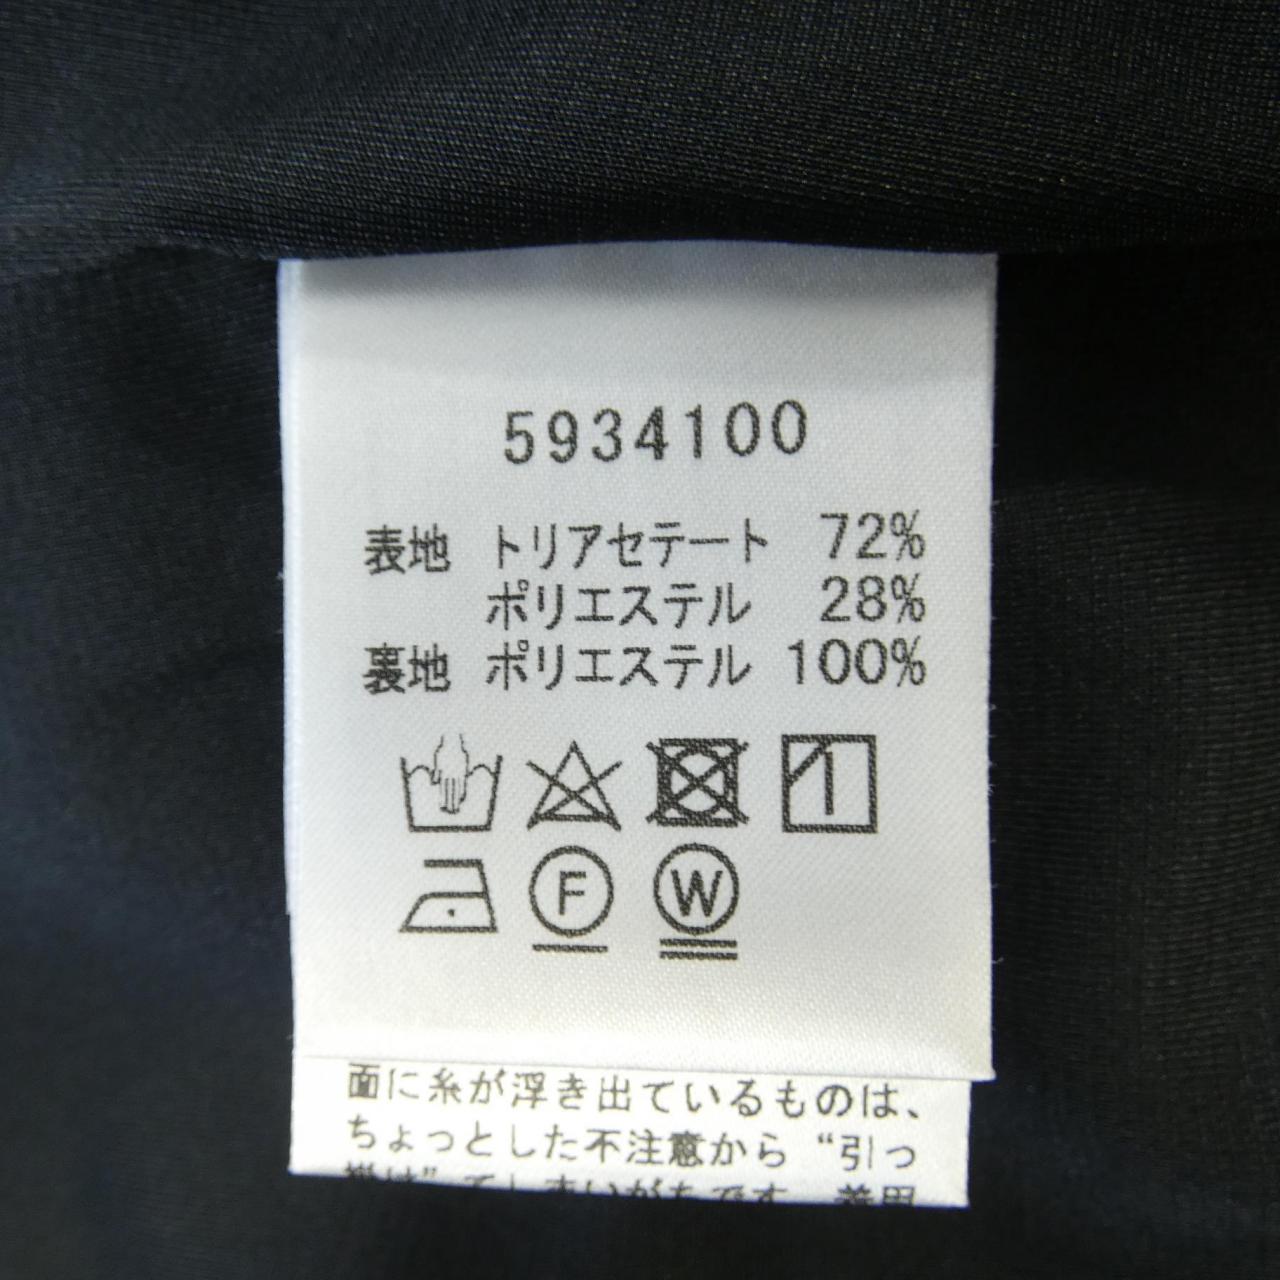 5934100
表地 トリアセテート 72%
ポリエステル 28%
裏地 ポリエステル 100%
F W
面に糸が浮き出ているものは、
ちょっとした不注意から“引っ